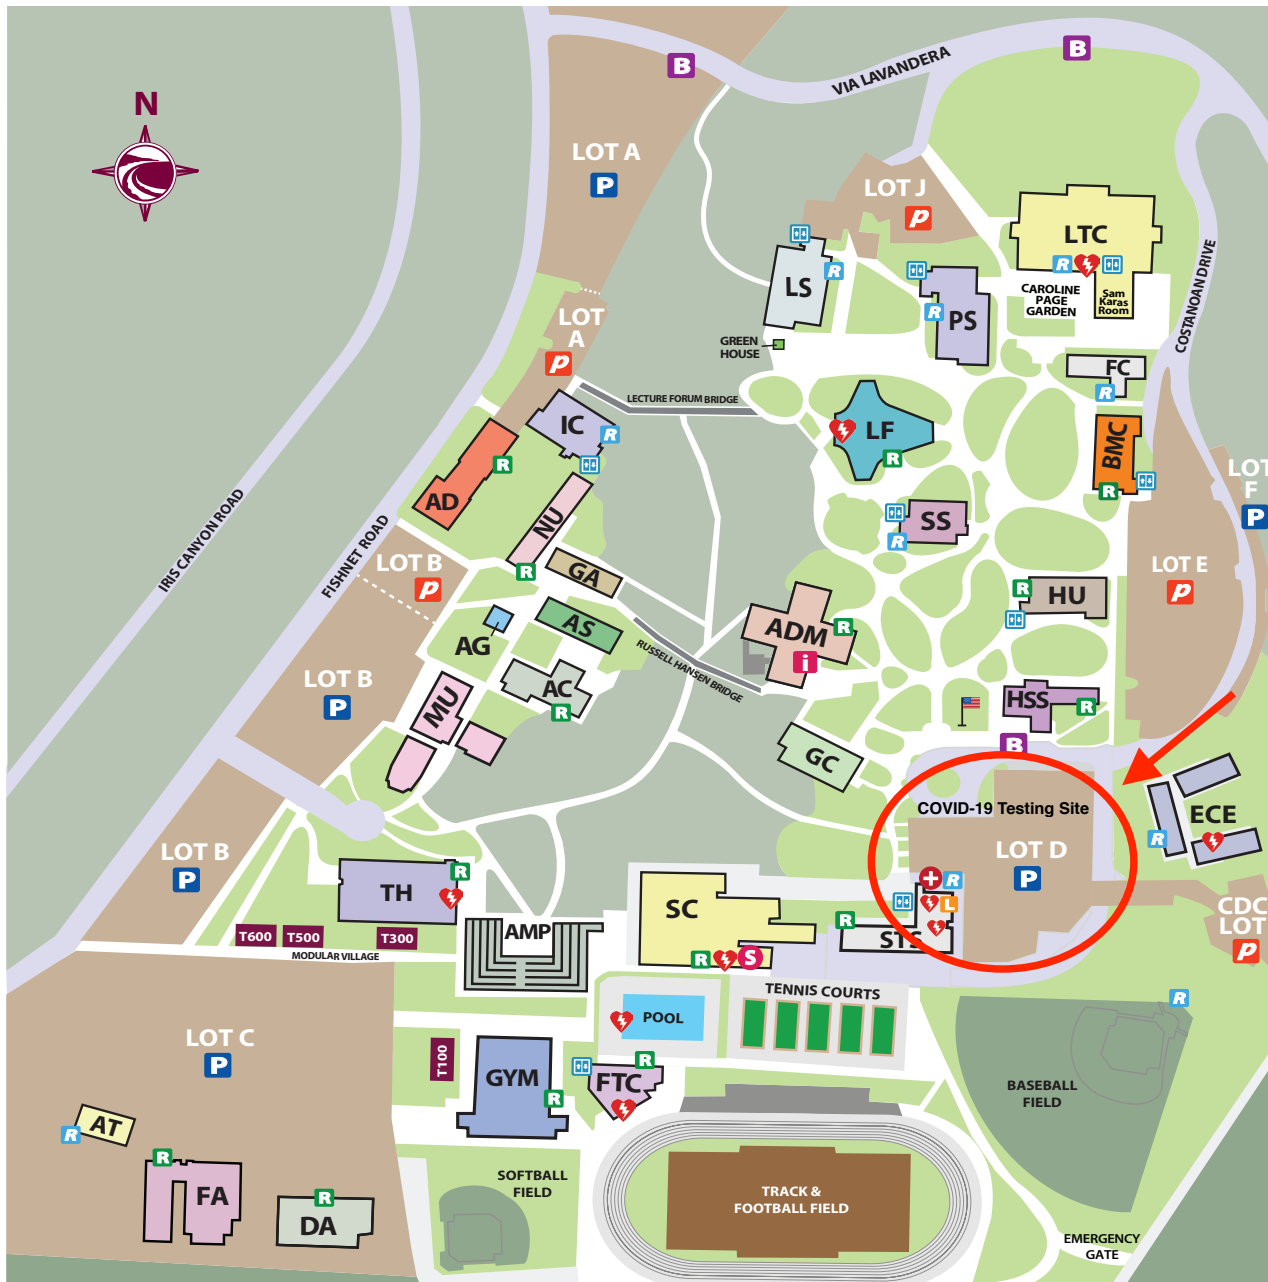 B
B
VIA LAVANDERA
N
LOT A
P
LOT J
P
LTC
R
CAROLINE
PAGE
GARDEN
Sam
Karas
Room
COSTANOAN DRIVE
LS
R
PS
R
LOT
A
P
GREEN
HOUSE
FC
R
LECTURE FORUM BRIDGE
IC
R
LF
R
BMC
R
AD
R
LOT
F
P
NU
R
SS
R
IRIS CANYON ROAD
FISHNET ROAD
LOT B
P
GA
LOT E
P
HU
R
AG
AS
ADM
R
i
RUSSELL HANSEN BRIDGE
LOT B
P
MU
AC
R
HSS
R
B
GC
COVID-19 Testing Site
ECE
R
LOT B
P
LOT D
P
TH
R
SC
R
S
R
L
STC
R
CDC
LOT
P
T600
T500
T300
MODULAR VILLAGE
AMP
TENNIS COURTS
R
POOL
LOT C
P
T100
GYM
R
FTC
R
BASEBALL
FIELD
AT
R
R
FA
R
DA
SOFTBALL
FIELD
TRACK &
FOOTBALL FIELD
EMERGENCY
GATE